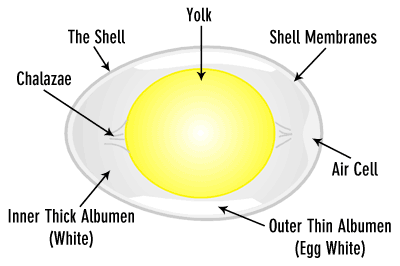 Yolk
The Shell
Shell Membranes
Chalazae
Air Cell
Inner Thick Albumen
(White)
Outer Thin Albumen
(Egg White)